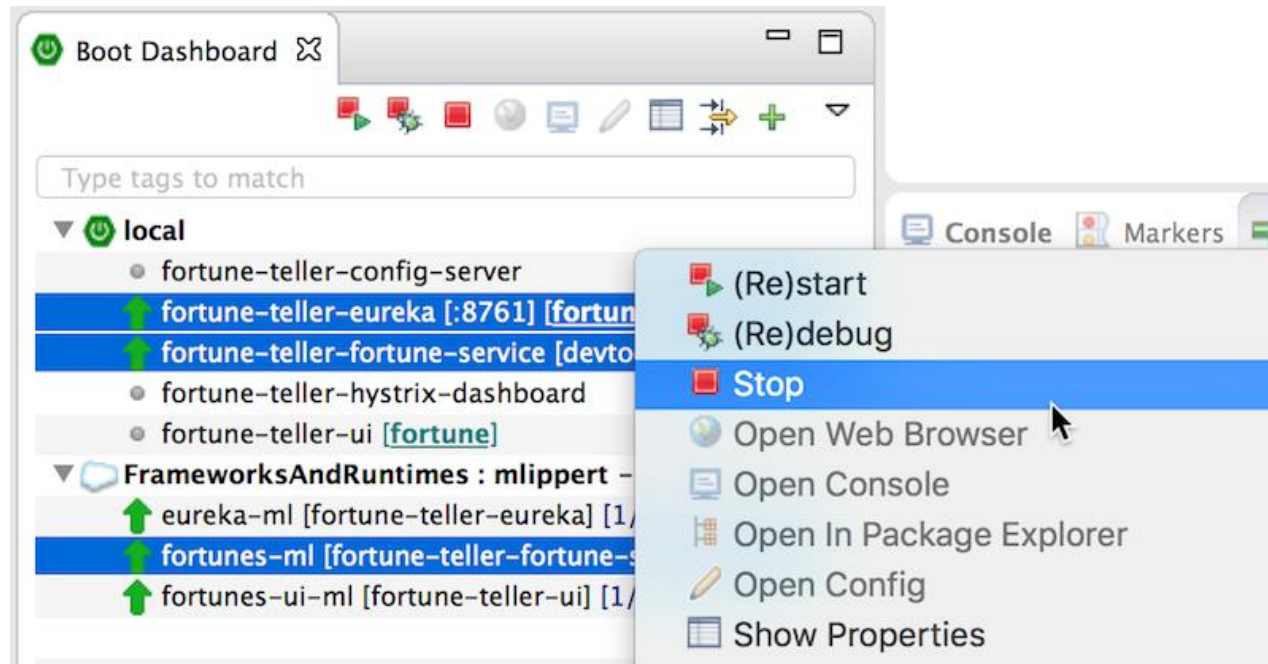 Boot Dashboard
Type tags to match
local
fortune-teller-config-server
fortune-teller-eureka [:8761] [fortun
fortune-teller-fortune-service [devto
fortune-teller-hystrix-dashboard
fortune-teller-ui [fortune]
FrameworksAndRuntimes : mlippert –
eureka-ml [fortune-teller-eureka] [1/
fortunes-ml [fortune-teller-fortune-s
fortunes-ui-ml [fortune-teller-ui] [1/
Console Markers
(Re)start
(Re)debug
Stop
Open Web Browser
Open Console
Open In Package Explorer
Open Config
Show Properties